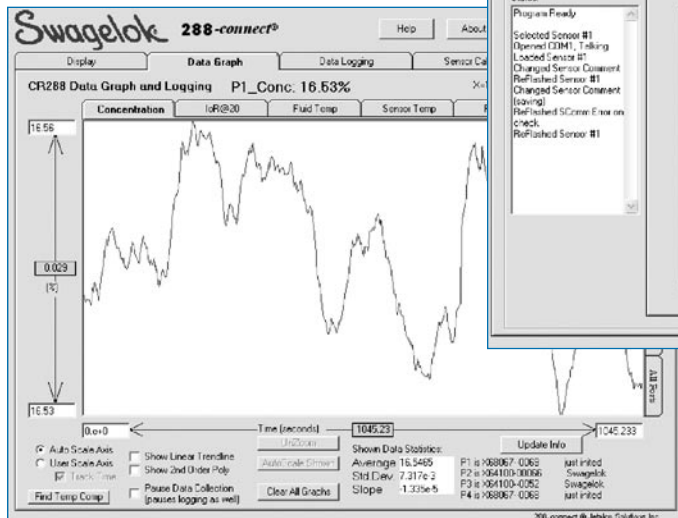 Swagelok 288-connect®
Help
About
Display
Data Graph
Data Logging
CR288 Data Graph and Logging P1_Conc: 16.53%
Concentration
IoR@20
Fluid Temp
Sensor Temp
16.56
0.029
(%)
16.53
0.e+0
Time (seconds)
1045.23
1045.233
All Ports
Auto Scale Axis
User Scale Axis
Track Time
Find Temp Comp
Show Linear Trendline
Show 2nd Order Poly
Pause Data Collection
(pauses logging as well)
UnZoom
AutoScale Shown
Clear All Graphs
Shown Data Statistics:
Average 16.5465
Std.Dev. 7.317e-3
Slope -1.335e-5
Update Info
P1 is X68067-0069 just inited
P2 is X64100-00066 Swagelok
P3 is X64100-0052 Swagelok
P4 is X68067-0068 just inited
Program Ready
Selected Sensor #1
Opened COM1, Talking
Loaded Sensor #1
Changed Sensor Comment
ReFlashed Sensor #1
Changed Sensor Comment
(saving)
ReFlashed SComm Error on
check.
ReFlashed Sensor #1